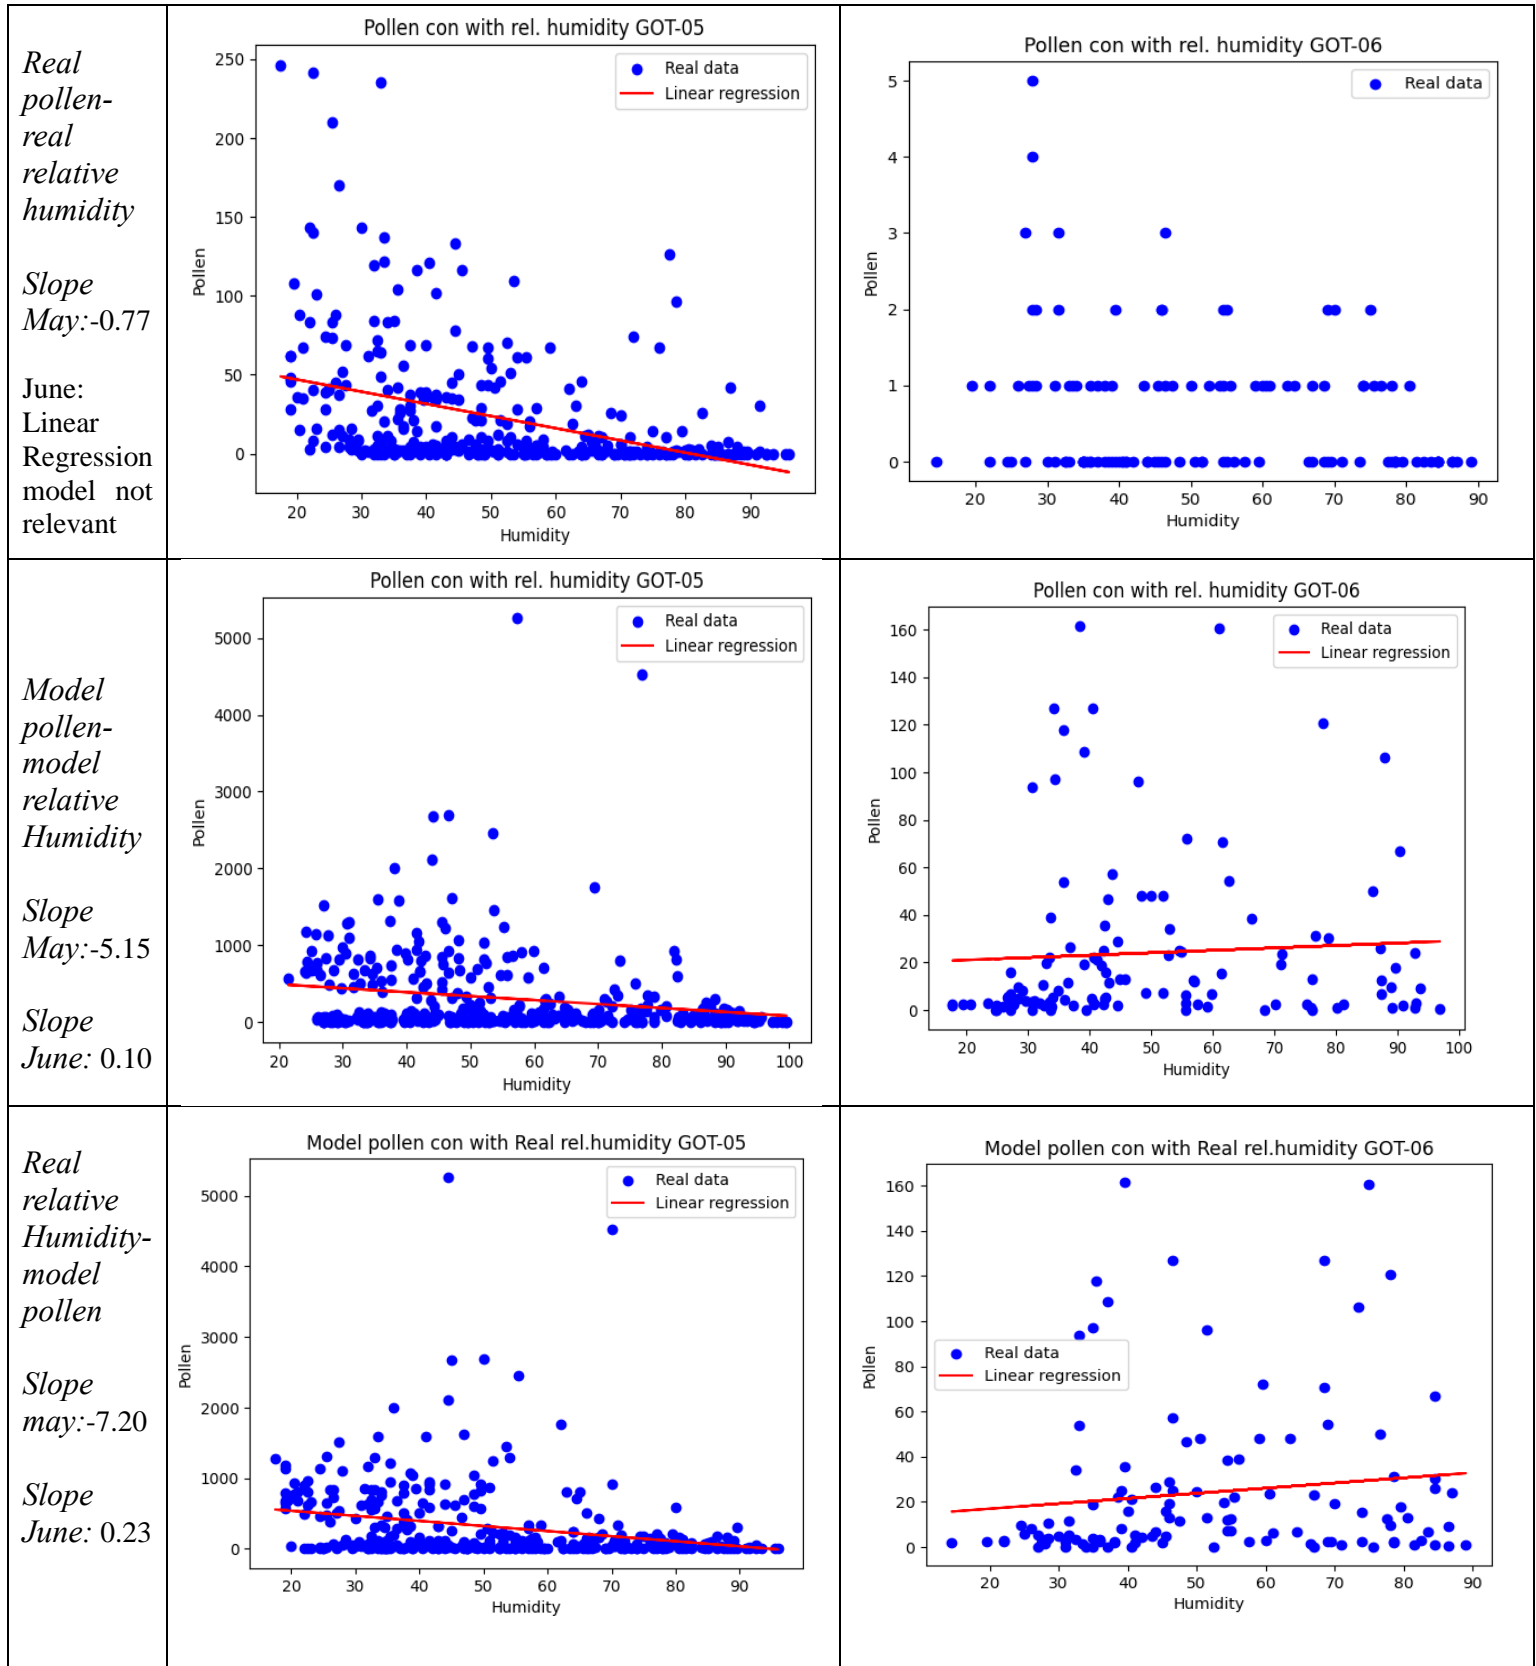 Real
pollen-
real
relative
humidity
Slope
May:-0.77
June:
Linear
Regression
model not
relevant
Pollen con with rel. humidity GOT-05
Real data
Linear regression
250
200
150
100
50
0
Pollen
20 30 40 50 60 70 80 90
Humidity
Pollen con with rel. humidity GOT-06
Real data
5
4
3
2
1
0
Pollen
20 30 40 50 60 70 80 90
Humidity
Model
pollen-
model
relative
Humidity
Slope
May:-5.15
Slope
June: 0.10
Pollen con with rel. humidity GOT-05
Real data
Linear regression
5000
4000
3000
2000
1000
0
Pollen
20 30 40 50 60 70 80 90 100
Humidity
Pollen con with rel. humidity GOT-06
Real data
Linear regression
160
140
120
100
80
60
40
20
0
Pollen
20 30 40 50 60 70 80 90 100
Humidity
Real
relative
Humidity-
model
pollen
Slope
may:-7.20
Slope
June: 0.23
Model pollen con with Real rel.humidity GOT-05
Real data
Linear regression
5000
4000
3000
2000
1000
0
Pollen
20 30 40 50 60 70 80 90
Humidity
Model pollen con with Real rel.humidity GOT-06
160
140
120
100
80
60
40
20
0
Real data
Linear regression
Pollen
20 30 40 50 60 70 80 90
Humidity